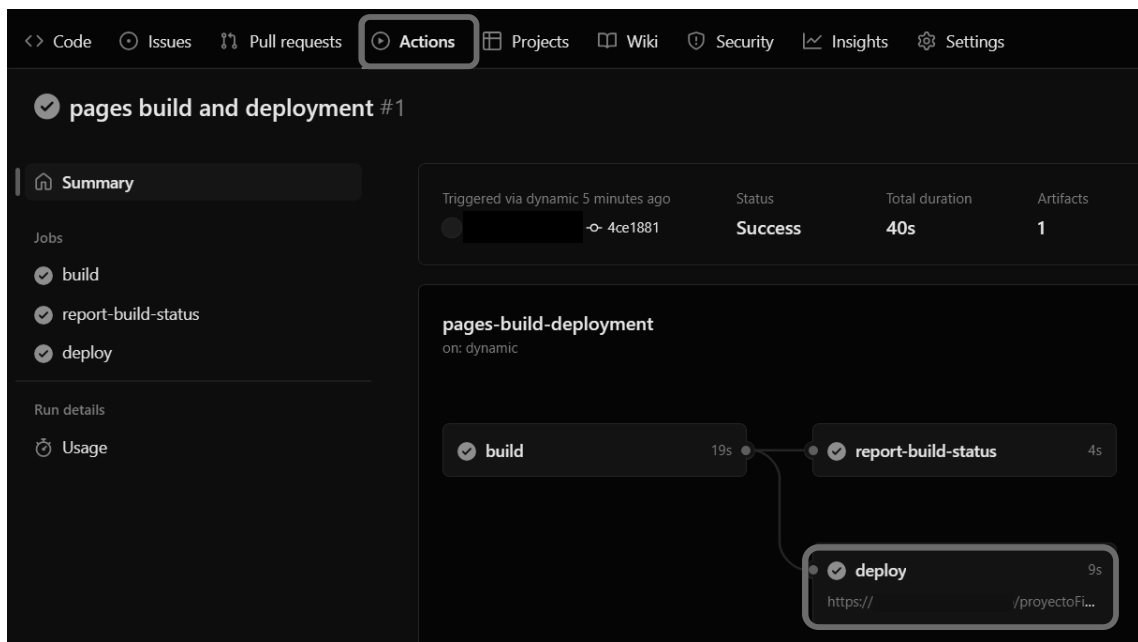 Code Issues Pull requests Actions Projects Wiki Security Insights Settings
pages build and deployment #1
Summary
Jobs
build
report-build-status
deploy
Run details
Usage
Triggered via dynamic 5 minutes ago
4ce1881
Status
Success
Total duration
40s
Artifacts
1
pages-build-deployment
on: dynamic
build 19s
report-build-status 4s
deploy 9s
https:// /proyectoFi...